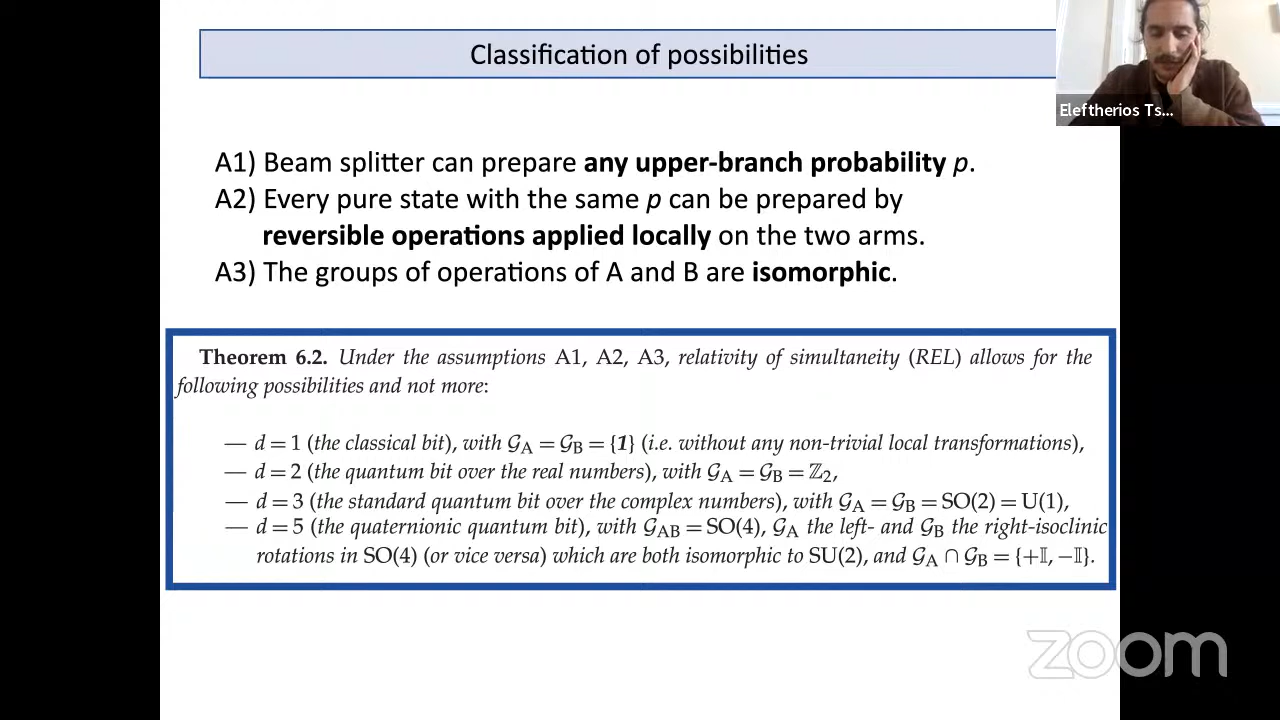 Classification of possibilities
Eleftherios Ts...
A1) Beam splitter can prepare any upper-branch probability p.
A2) Every pure state with the same p can be prepared by
reversible operations applied locally on the two arms.
A3) The groups of operations of A and B are isomorphic.
Theorem 6.2. Under the assumptions A1, A2, A3, relativity of simultaneity (REL) allows for the
following possibilities and not more:
— d = 1 (the classical bit), with 𝒢A = 𝒢B = {1} (i.e. without any non-trivial local transformations),
— d = 2 (the quantum bit over the real numbers), with 𝒢A = 𝒢B = ℤ2,
— d = 3 (the standard quantum bit over the complex numbers), with 𝒢A = 𝒢B = SO(2) = U(1),
— d = 5 (the quaternionic quantum bit), with 𝒢AB = SO(4), 𝒢A the left- and 𝒢B the right-isoclinic
rotations in SO(4) (or vice versa) which are both isomorphic to SU(2), and 𝒢A ∩ 𝒢B = {+𝕀, −𝕀}.
zoom